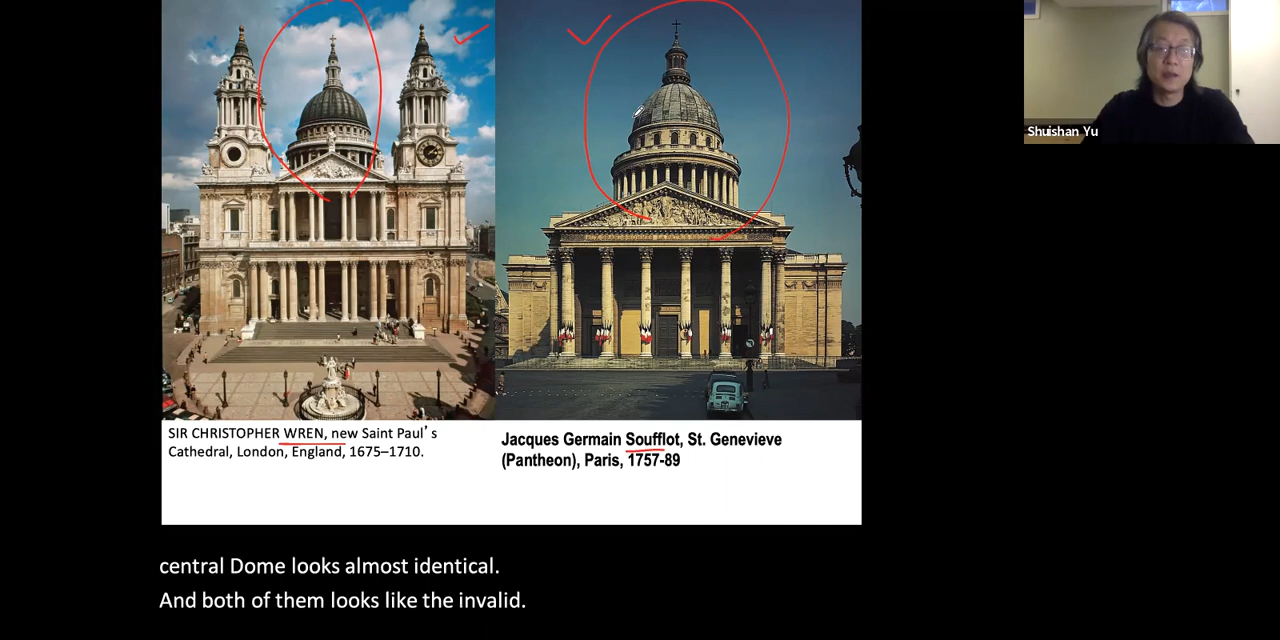 Shuishan Yu
SIR CHRISTOPHER WREN, new Saint Paul’s
Cathedral, London, England, 1675–1710.
Jacques Germain Soufflot, St. Genevieve
(Pantheon), Paris, 1757-89
central Dome looks almost identical.
And both of them looks like the invalid.